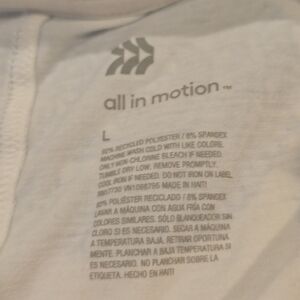 all in motion™
L
92% RECYCLED POLYESTER / 8% SPANDEX
MACHINE WASH COLD WITH LIKE COLORS.
ONLY NON-CHLORINE BLEACH IF NEEDED.
TUMBLE DRY LOW. REMOVE PROMPTLY.
COOL IRON IF NEEDED. DO NOT IRON ON LABEL.
MADE IN HAITI
92% POLIÉSTER RECICLADO / 8% SPANDEX
LAVAR A MÁQUINA CON AGUA FRÍA CON
COLORES SIMILARES. SÓLO BLANQUEADOR SIN
CLORO SI ES NECESARIO. SECAR A MÁQUINA
A TEMPERATURA BAJA. RETIRAR OPORTUNA
MENTE. PLANCHAR A BAJA TEMPERATURA SI
ES NECESARIO. NO PLANCHAR SOBRE LA
ETIQUETA. HECHO EN HAITÍ